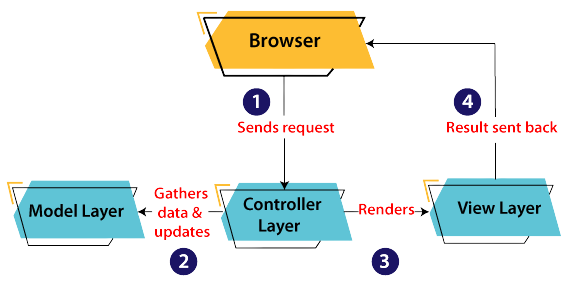 Browser
1
4
Sends request
Result sent back
Model Layer
Gathers
data &
updates
Controller
Layer
Renders
View Layer
2
3